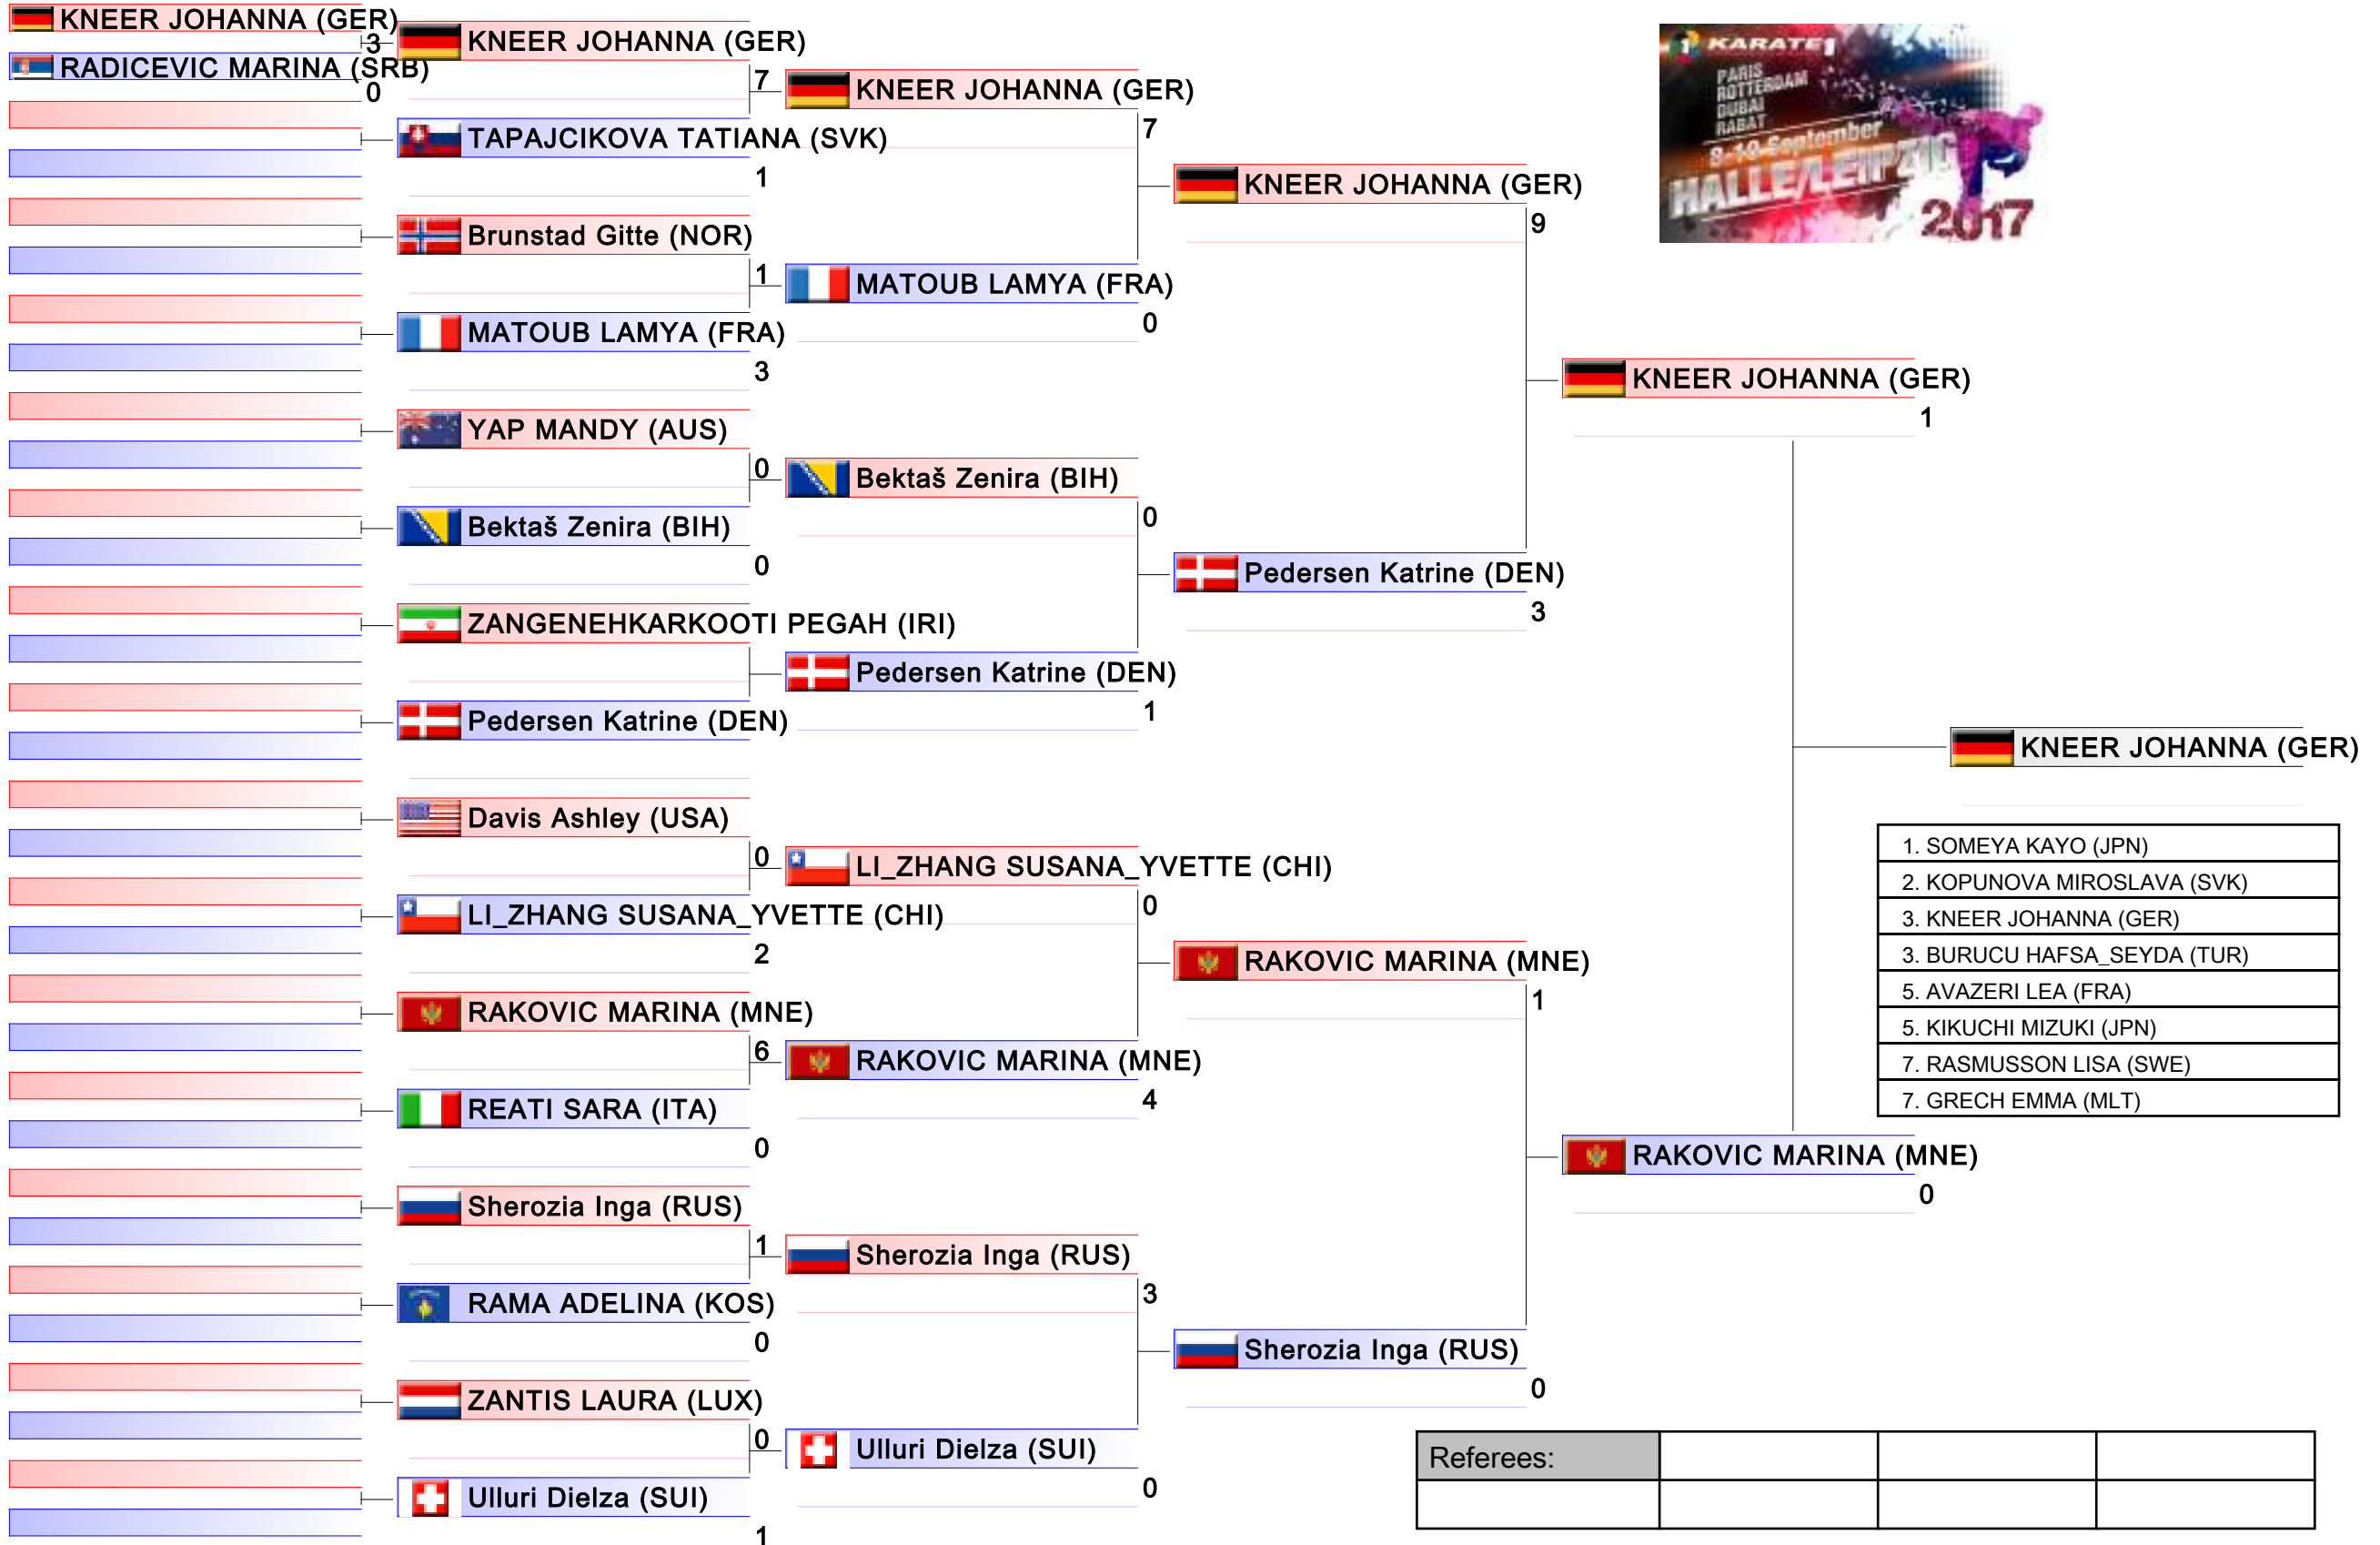 KNEER JOHANNA (GER)
3
RADICEVIC MARINA (SRB)
0
KNEER JOHANNA (GER)
7
TAPAJCIKOVA TATIANA (SVK)
1
Brunstad Gitte (NOR)
1
MATOUB LAMYA (FRA)
3
YAP MANDY (AUS)
0
Bektaš Zenira (BIH)
0
ZANGENEHKARKOOTI PEGAH (IRI)
Pedersen Katrine (DEN)
Davis Ashley (USA)
0
LI_ZHANG SUSANA_YVETTE (CHI)
2
RAKOVIC MARINA (MNE)
6
REATI SARA (ITA)
0
Sherozia Inga (RUS)
1
RAMA ADELINA (KOS)
0
ZANTIS LAURA (LUX)
0
Ulluri Dielza (SUI)
1
KNEER JOHANNA (GER)
7
MATOUB LAMYA (FRA)
0
Bektaš Zenira (BIH)
0
Pedersen Katrine (DEN)
1
LI_ZHANG SUSANA_YVETTE (CHI)
0
RAKOVIC MARINA (MNE)
4
Sherozia Inga (RUS)
3
Ulluri Dielza (SUI)
0
KNEER JOHANNA (GER)
9
Pedersen Katrine (DEN)
3
RAKOVIC MARINA (MNE)
1
Sherozia Inga (RUS)
0
KNEER JOHANNA (GER)
1
RAKOVIC MARINA (MNE)
0
KNEER JOHANNA (GER)
KARATE1
PARIS
ROTTERDAM
DUBAI
RABAT
8-10 September
HALLE/LEIPZIG
2017
1. SOMEYA KAYO (JPN)
2. KOPUNOVA MIROSLAVA (SVK)
3. KNEER JOHANNA (GER)
3. BURUCU HAFSA_SEYDA (TUR)
5. AVAZERI LEA (FRA)
5. KIKUCHI MIZUKI (JPN)
7. RASMUSSON LISA (SWE)
7. GRECH EMMA (MLT)
Referees: